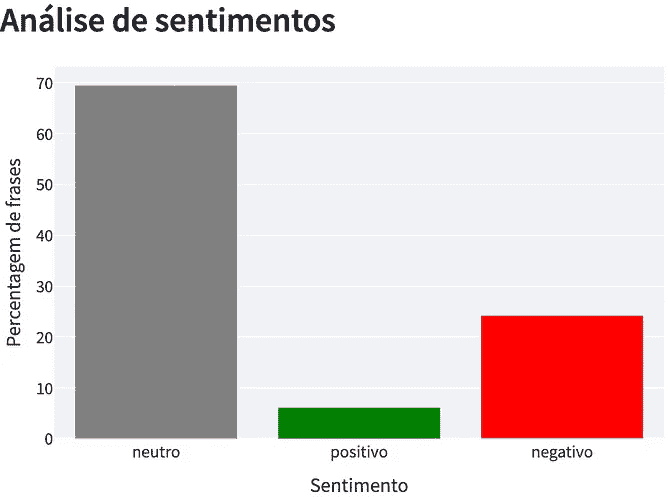 Análise de sentimentos
70
60
50
40
30
20
10
0
Percentagem de frases
neutro positivo negativo
Sentimento